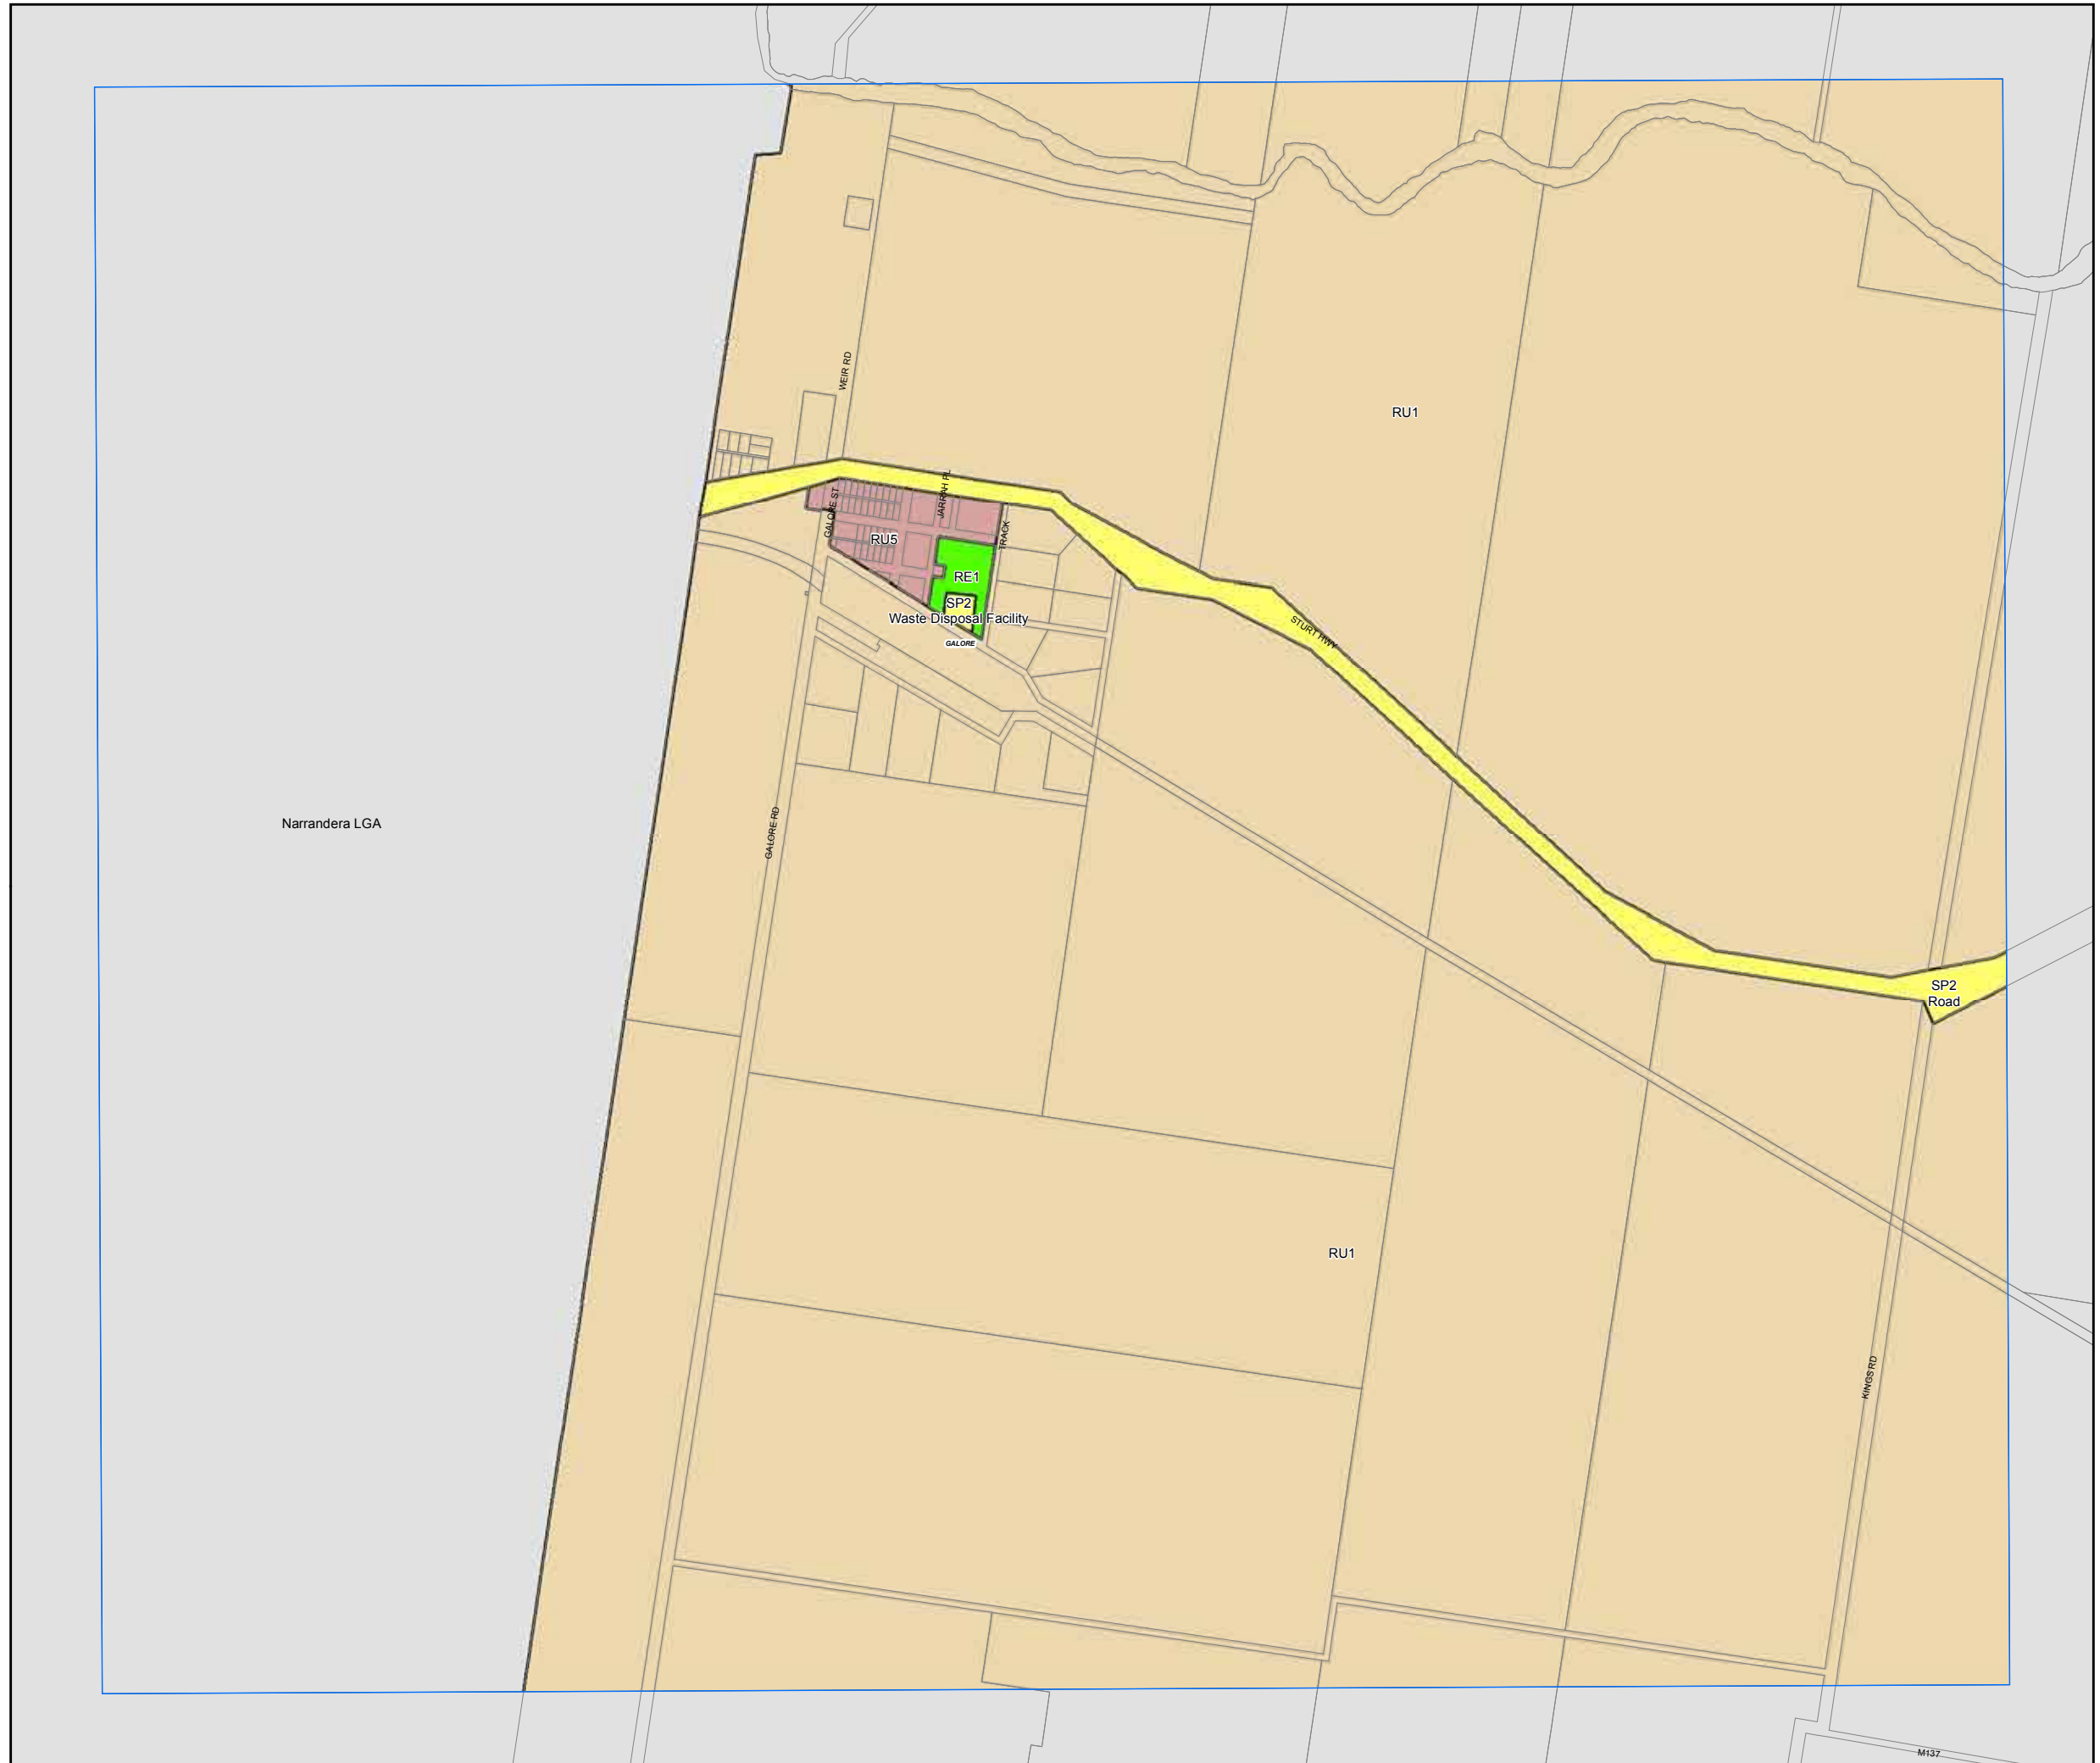 WEIR RD
RU1
JARRAH PL
GALORE ST
TRACK
RU5
RE1
SP2
Waste Disposal Facility
GALORE
STURT HWY
Narrandera LGA
GALORE RD
SP2
Road
RU1
KINGS RD
M137